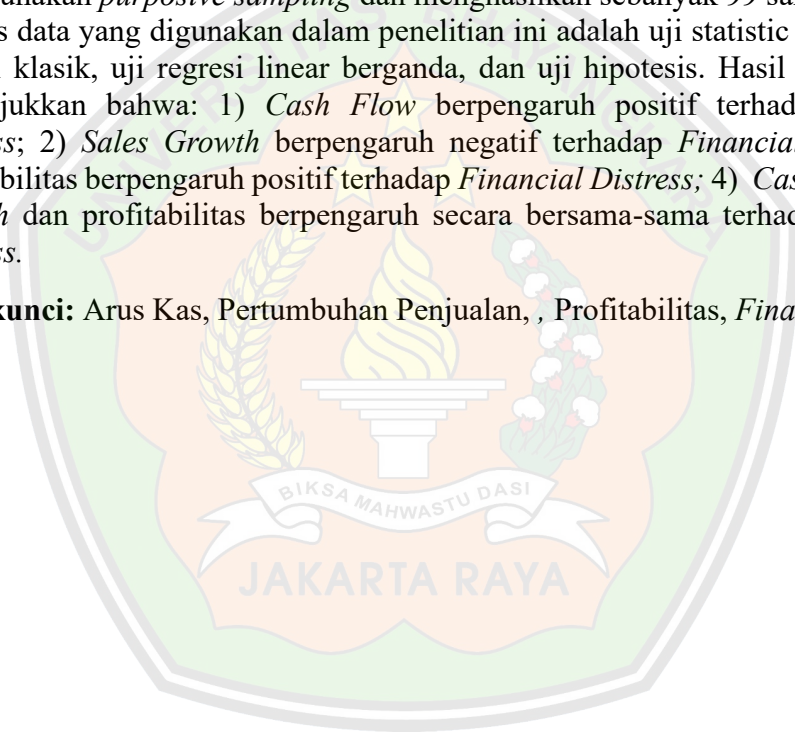 unakan purposive sampling dan menghasilkan sebanyak 99 sa
s data yang digunakan dalam penelitian ini adalah uji statistic
klasik, uji regresi linear berganda, dan uji hipotesis. Hasil
jukkan bahwa: 1) Cash Flow berpengaruh positif terhad
ss; 2) Sales Growth berpengaruh negatif terhadap Financial
bilitas berpengaruh positif terhadap Financial Distress; 4) Cas
h dan profitabilitas berpengaruh secara bersama-sama terhad
ss.
kunci: Arus Kas, Pertumbuhan Penjualan, , Profitabilitas, Fina
UNIVERSITAS BHAYANGKARA
BIKSA MAHWASTU DASI
JAKARTA RAYA